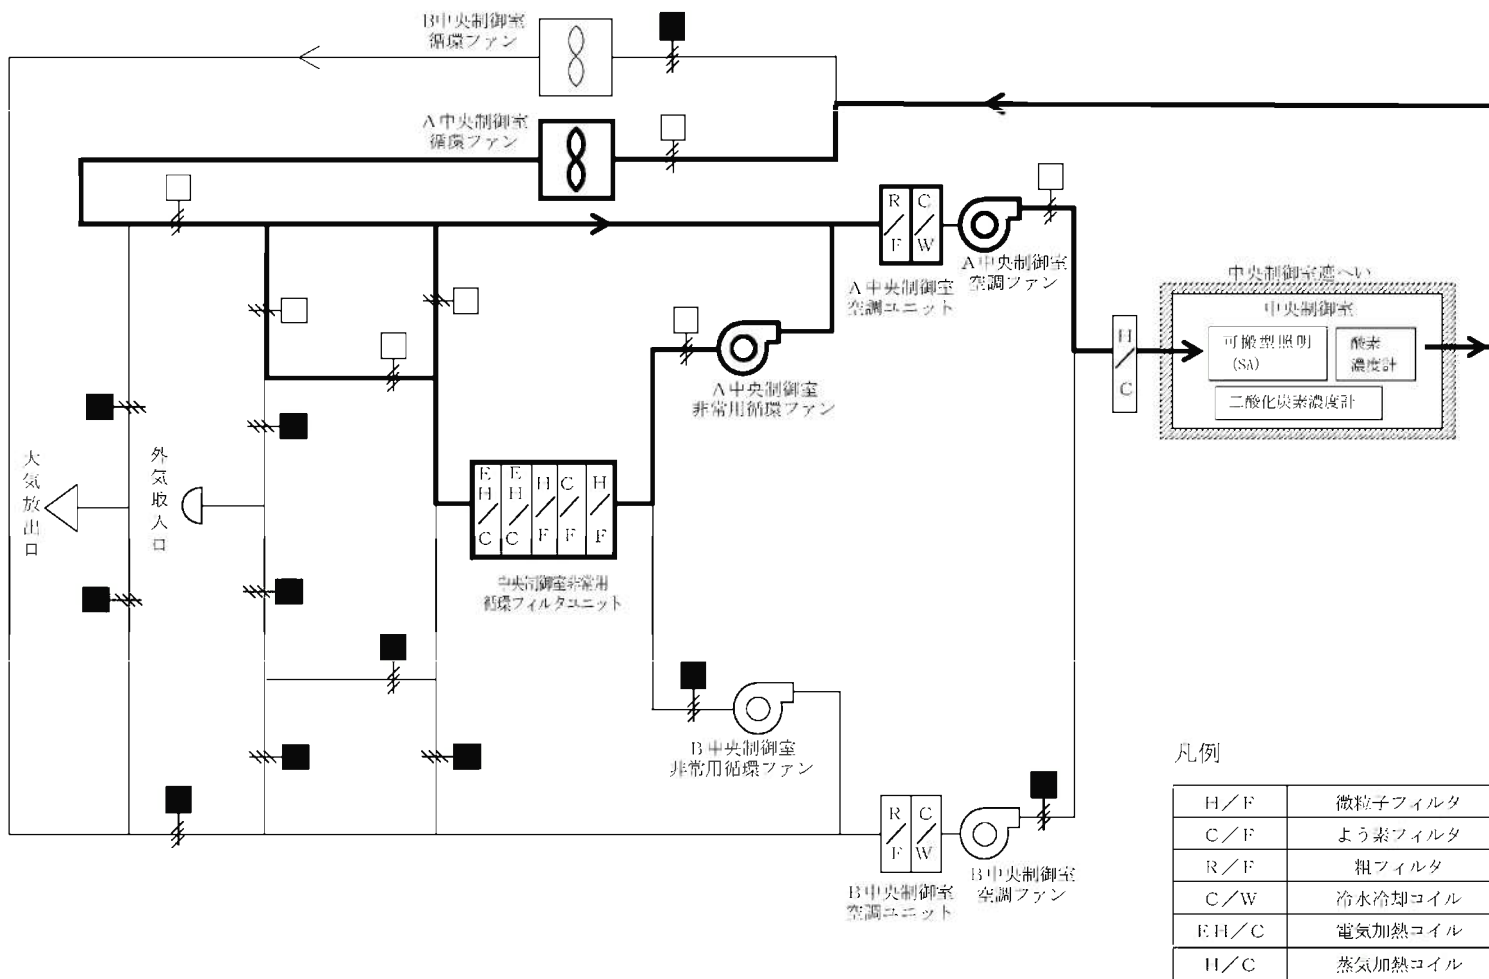 B中央制御室
循環ファン
A中央制御室
循環ファン
R/F
C/W
A中央制御室
空調ユニット
A中央制御室
空調ファン
中央制御室遮へい
中央制御室
可搬型照明
(SA)
酸素
濃度計
二酸化炭素濃度計
H/C
A中央制御室
非常用循環ファン
大気放出口
外気取入口
EH/C
EH/C
H/F
C/F
H/F
中央制御室非常用
循環フィルタユニット
B中央制御室
非常用循環ファン
R/F
C/W
B中央制御室
空調ユニット
B中央制御室
空調ファン
凡例
H/F 微粒子フィルタ
C/F よう素フィルタ
R/F 粗フィルタ
C/W 冷水冷却コイル
EH/C 電気加熱コイル
H/C 蒸気加熱コイル